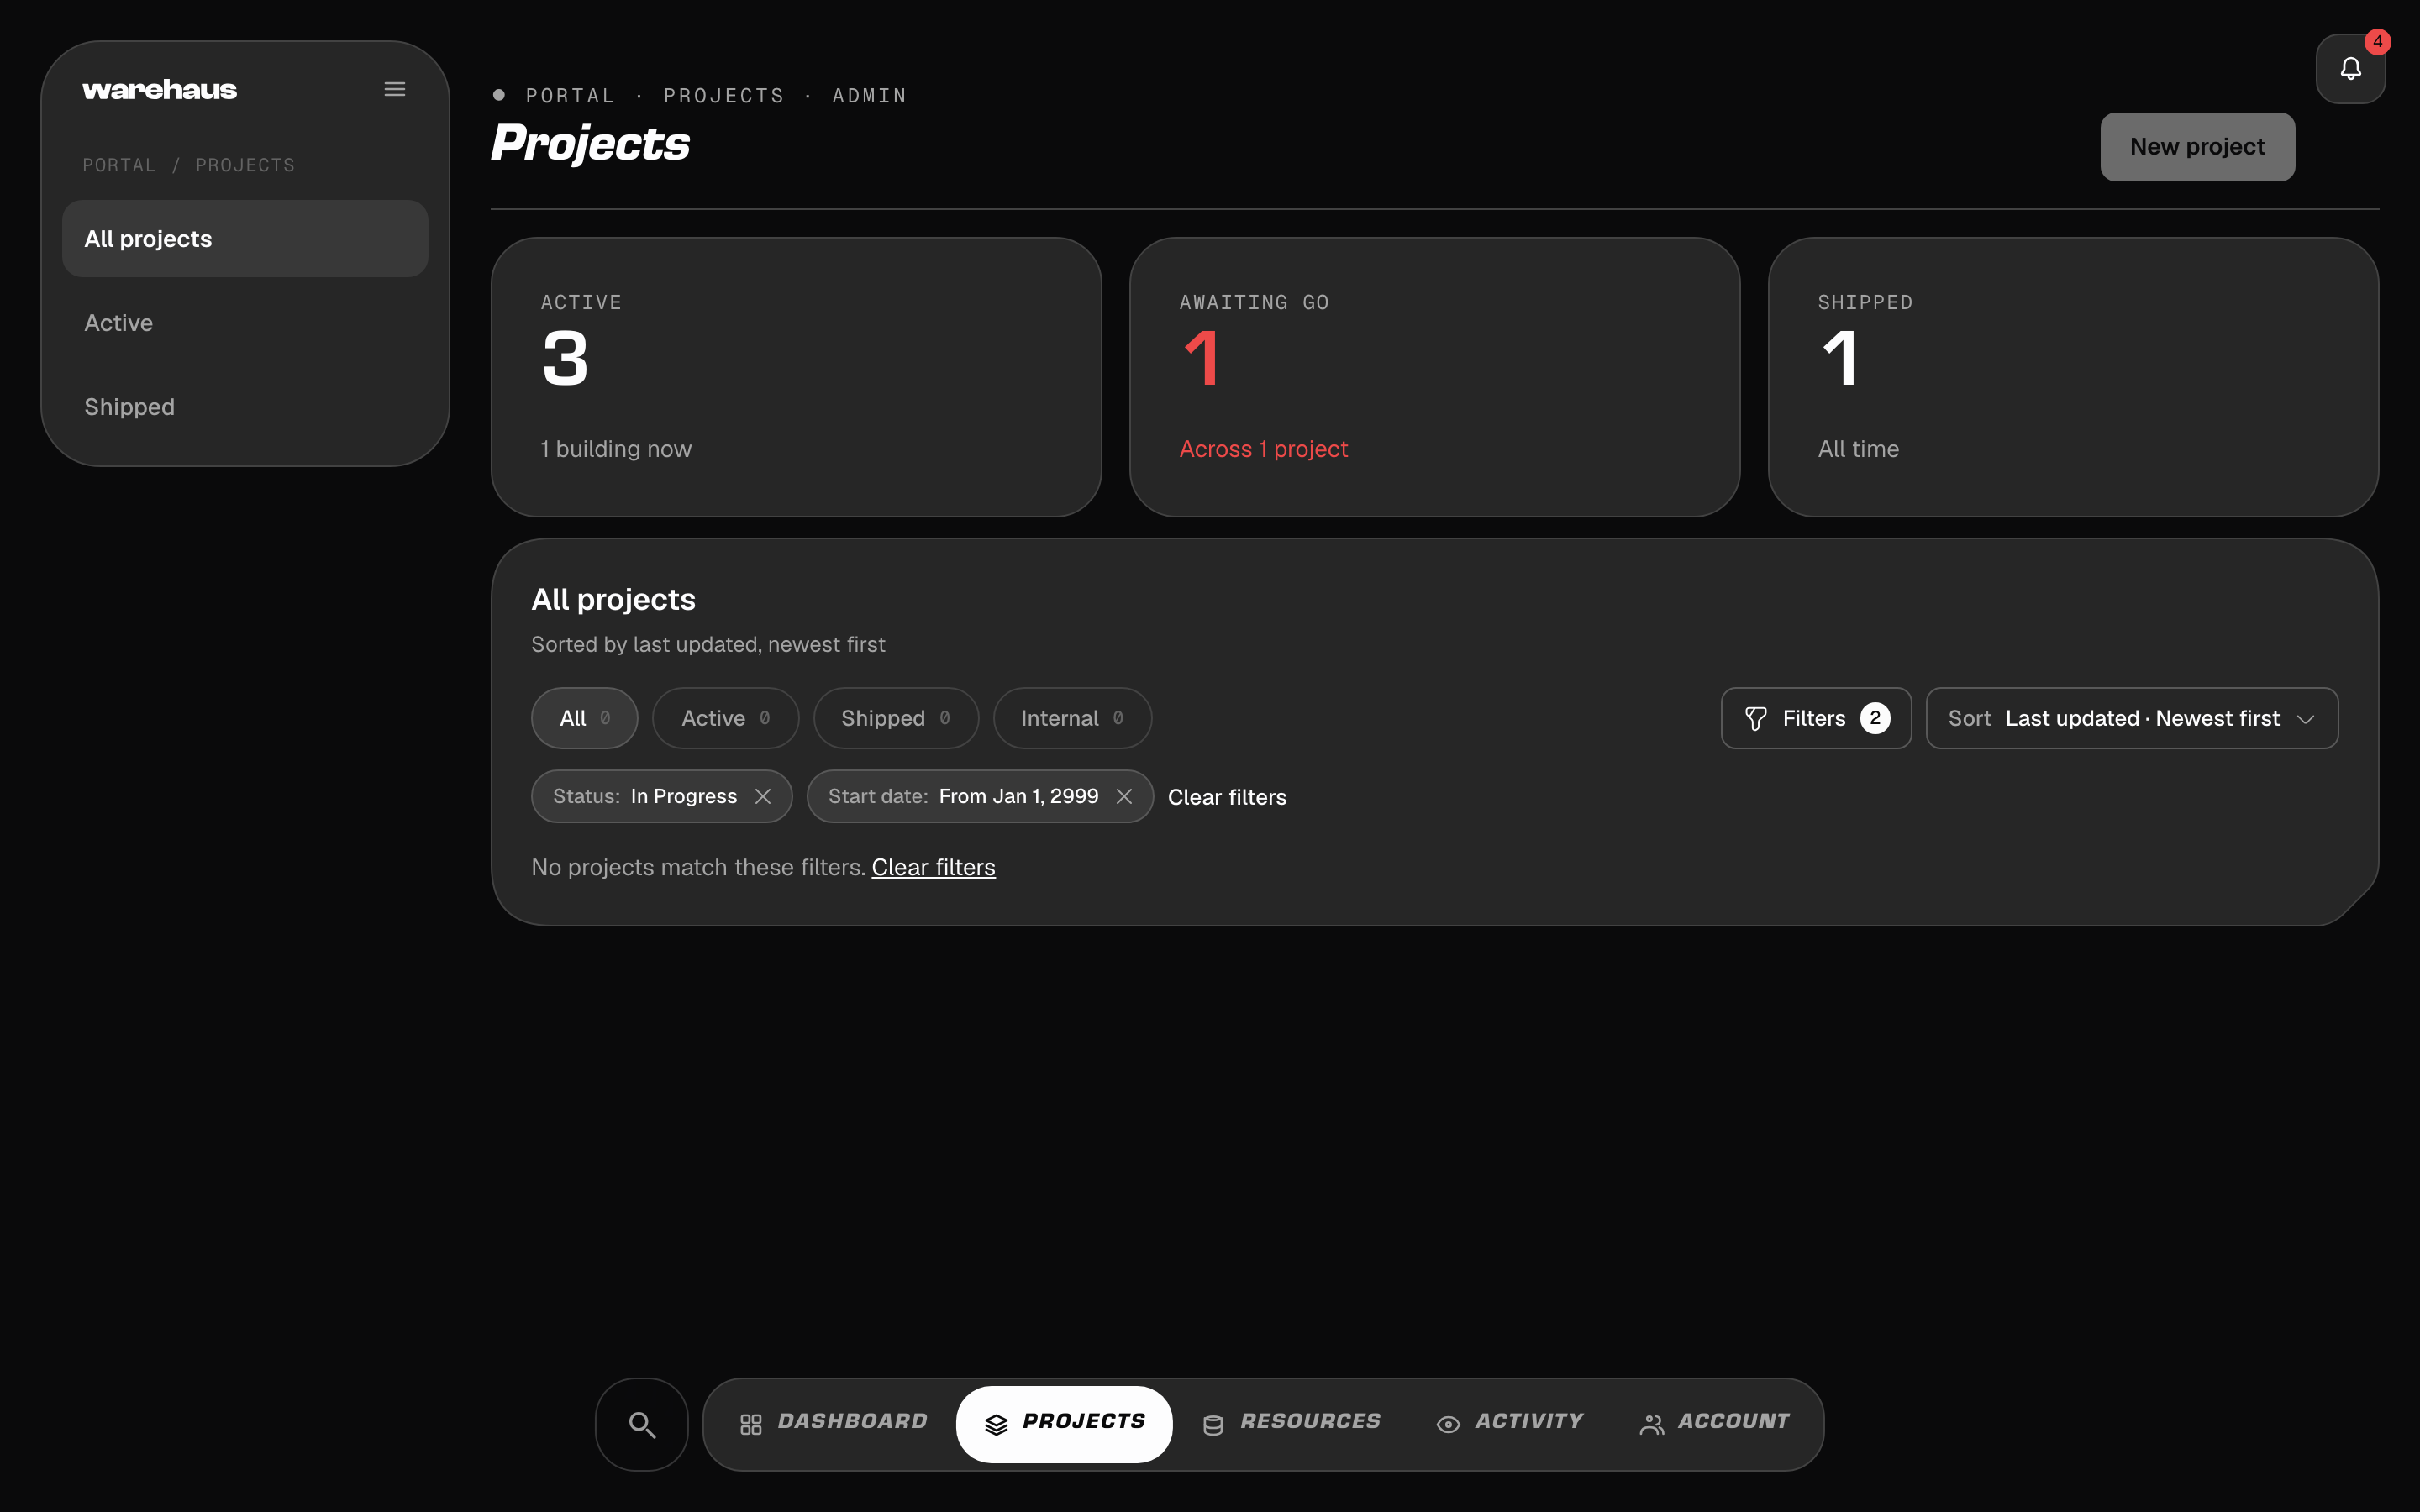 warehaus
PORTAL / PROJECTS
All projects
Active
Shipped
PORTAL · PROJECTS · ADMIN
Projects
4
New project
ACTIVE
3
1 building now
AWAITING GO
1
Across 1 project
SHIPPED
1
All time
All projects
Sorted by last updated, newest first
All 0
Active 0
Shipped 0
Internal 0
Filters 2
Sort Last updated · Newest first
Status: In Progress
Start date: From Jan 1, 2999
Clear filters
No projects match these filters. Clear filters
DASHBOARD
PROJECTS
RESOURCES
ACTIVITY
ACCOUNT